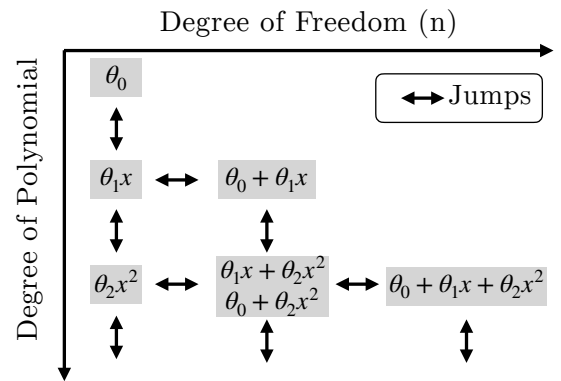 Degree of Freedom (n)
Degree of Polynomial
Jumps
θ₀
θ₁x
θ₀ + θ₁x
θ₂x²
θ₁x + θ₂x²
θ₀ + θ₂x²
θ₀ + θ₁x + θ₂x²